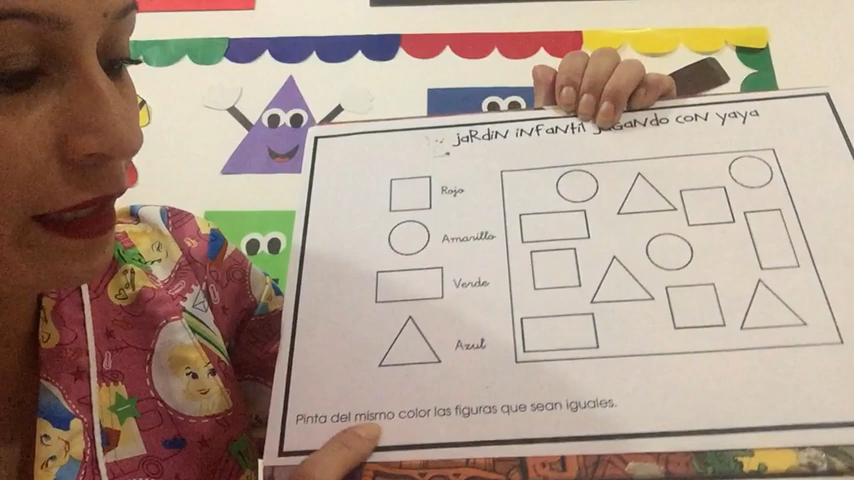 jaRdiN iNfaNtil jugaNdo coN yaya
Rojo
Amarillo
Verde
Azul
Pinta del mismo color las figuras que sean iguales.